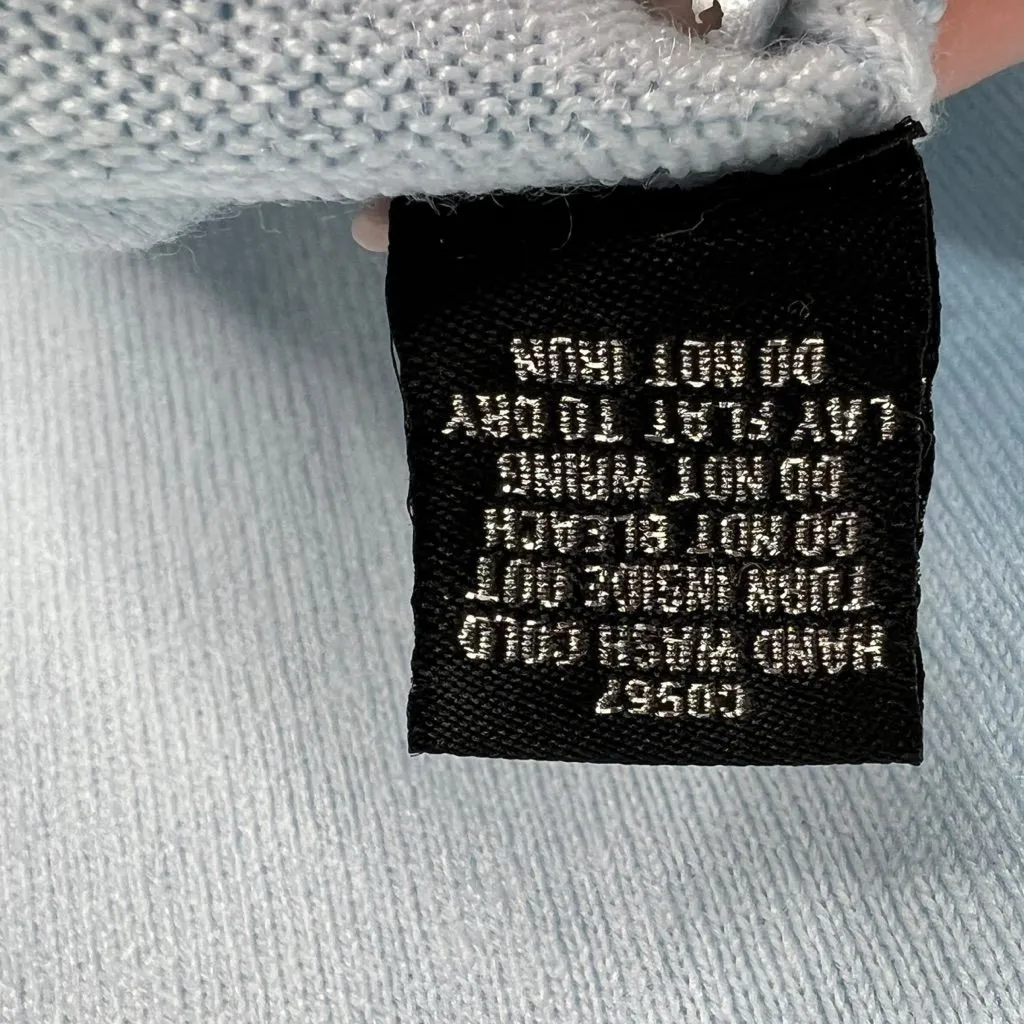 C0567
HAND WASH COLD
TURN INSIDE OUT
DO NOT BLEACH
DO NOT WRING
LAY FLAT TO DRY
DO NOT IRON